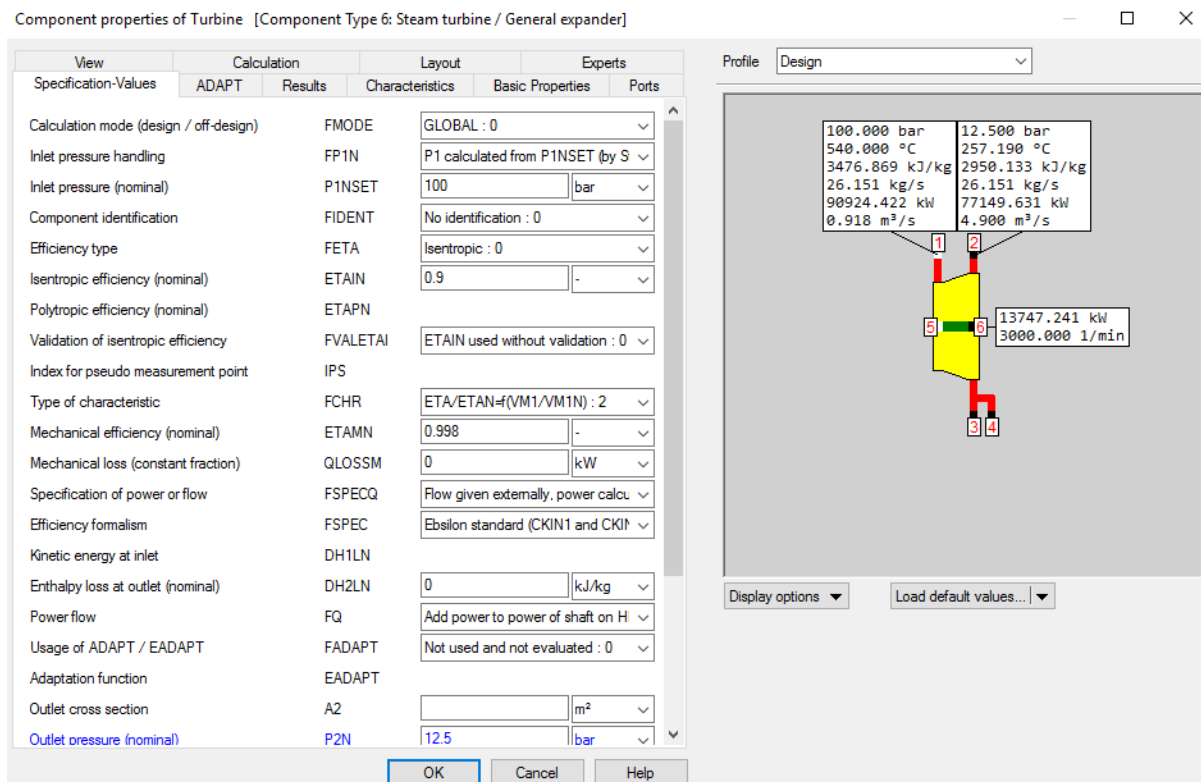 Component properties of Turbine [Component Type 6: Steam turbine / General expander]
View Calculation Layout Experts
Specification-Values ADAPT Results Characteristics Basic Properties Ports
Calculation mode (design / off-design) FMODE GLOBAL : 0
Inlet pressure handling FP1N P1 calculated from P1NSET (by S
Inlet pressure (nominal) P1NSET 100 bar
Component identification FIDENT No identification : 0
Efficiency type FETA Isentropic : 0
Isentropic efficiency (nominal) ETAIN 0.9 -
Polytropic efficiency (nominal) ETAPN
Validation of isentropic efficiency FVALETAI ETAIN used without validation : 0
Index for pseudo measurement point IPS
Type of characteristic FCHR ETA/ETAN=f(VM1/VM1N) : 2
Mechanical efficiency (nominal) ETAMN 0.998 -
Mechanical loss (constant fraction) QLOSSM 0 kW
Specification of power or flow FSPECQ Flow given externally, power calcu
Efficiency formalism FSPEC Ebsilon standard (CKIN1 and CKIN
Kinetic energy at inlet DH1LN
Enthalpy loss at outlet (nominal) DH2LN 0 kJ/kg
Power flow FQ Add power to power of shaft on H
Usage of ADAPT / EADAPT FADAPT Not used and not evaluated : 0
Adaptation function EADAPT
Outlet cross section A2 m²
Outlet pressure (nominal) P2N 12.5 bar
OK Cancel Help
Profile Design
100.000 bar 12.500 bar
540.000 °C 257.190 °C
3476.869 kJ/kg 2950.133 kJ/kg
26.151 kg/s 26.151 kg/s
90924.422 kW 77149.631 kW
0.918 m³/s 4.900 m³/s
1 2
5 6 13747.241 kW
3000.000 1/min
3 4
Display options Load default values...